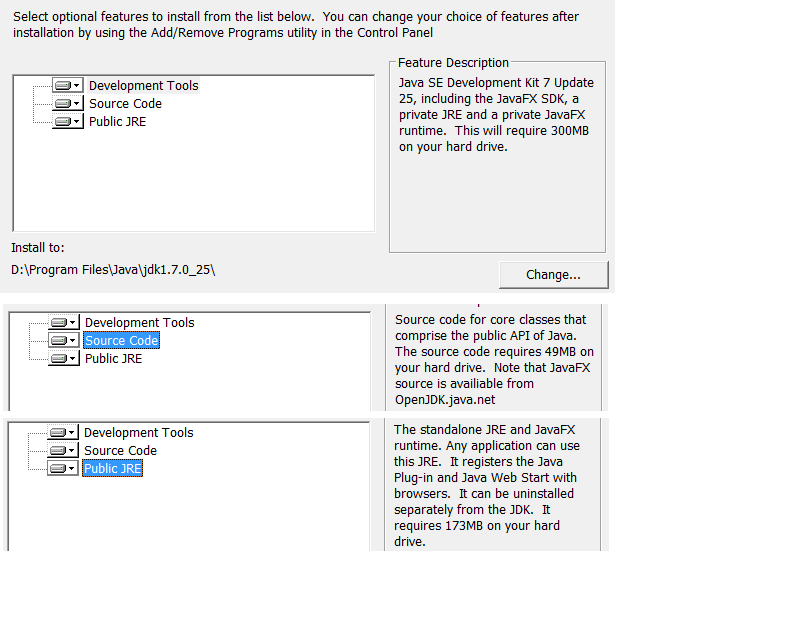 Select optional features to install from the list below.  You can change your choice of features after
installation by using the Add/Remove Programs utility in the Control Panel
Development Tools
Source Code
Public JRE
Feature Description
Java SE Development Kit 7 Update
25, including the JavaFX SDK, a
private JRE and a private JavaFX
runtime.  This will require 300MB
on your hard drive.
Install to:
D:\Program Files\Java\jdk1.7.0_25\
Change...
Development Tools
Source Code
Public JRE
Source code for core classes that
comprise the public API of Java.
The source code requires 49MB on
your hard drive.  Note that JavaFX
source is availiable from
OpenJDK.java.net
Development Tools
Source Code
Public JRE
The standalone JRE and JavaFX
runtime. Any application can use
this JRE.  It registers the Java
Plug-in and Java Web Start with
browsers.  It can be uninstalled
separately from the JDK.  It
requires 173MB on your hard
drive.